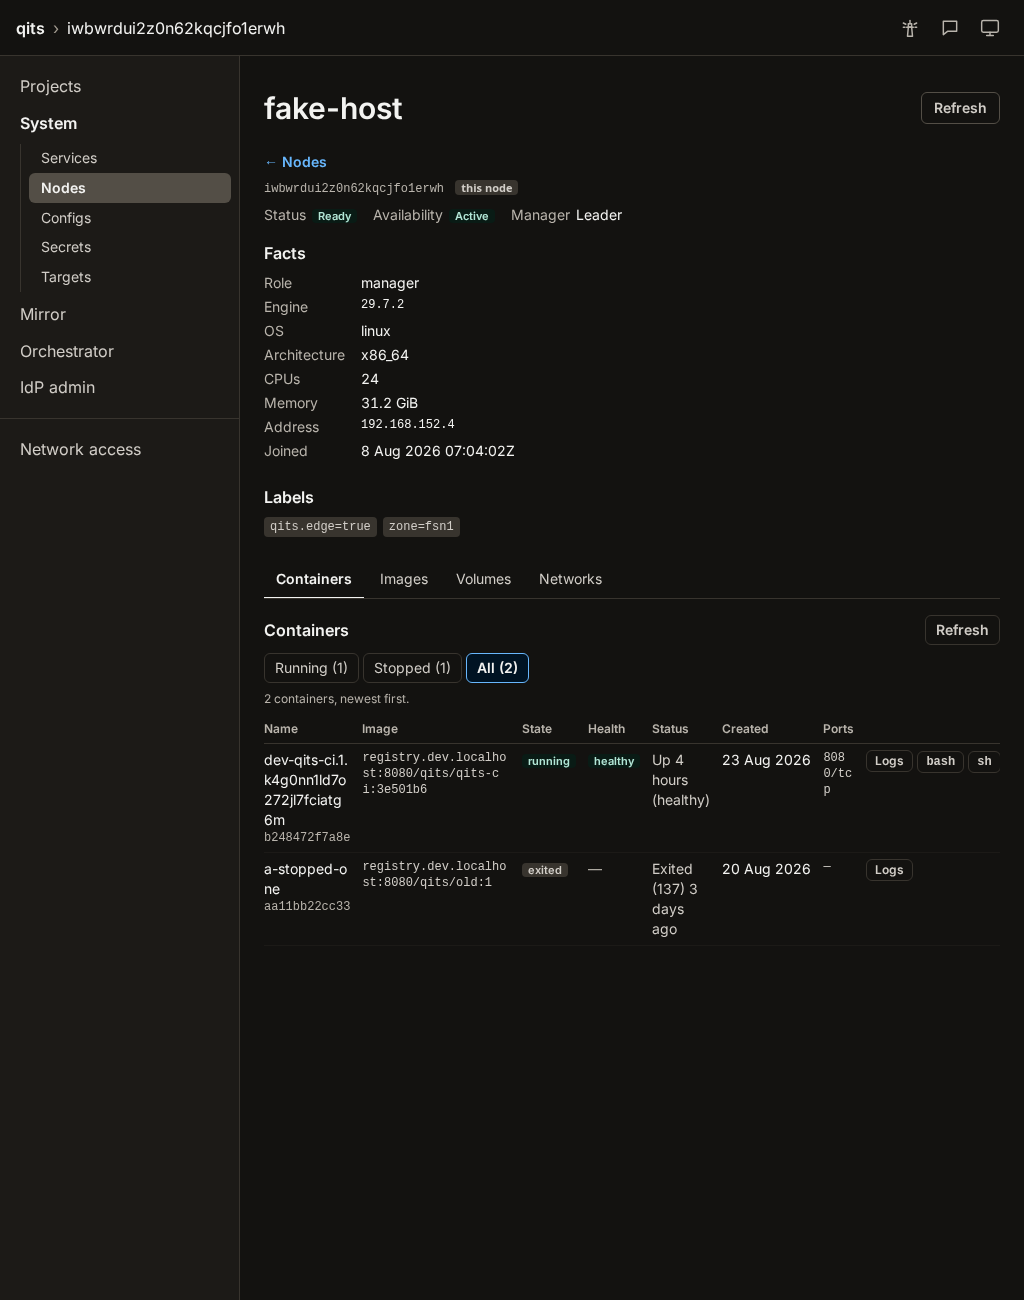 qits › iwbwrdui2z0n62kqcjfo1erwh
Projects
System
Services
Nodes
Configs
Secrets
Targets
Mirror
Orchestrator
IdP admin
Network access
fake-host
Refresh
← Nodes
iwbwrdui2z0n62kqcjfo1erwh this node
Status Ready Availability Active Manager Leader
Facts
Role manager
Engine 29.7.2
OS linux
Architecture x86_64
CPUs 24
Memory 31.2 GiB
Address 192.168.152.4
Joined 8 Aug 2026 07:04:02Z
Labels
qits.edge=true zone=fsn1
Containers Images Volumes Networks
Containers
Refresh
Running (1) Stopped (1) All (2)
2 containers, newest first.
Name Image State Health Status Created Ports
dev-qits-ci.1.
k4g0nn1ld7o
272jl7fciatg
6m
b248472f7a8e
registry.dev.localho
st:8080/qits/qits-c
i:3e501b6
running
healthy
Up 4
hours
(healthy)
23 Aug 2026
808
0/tc
p
Logs bash sh
a-stopped-o
ne
aa11bb22cc33
registry.dev.localho
st:8080/qits/old:1
exited
—
Exited
(137) 3
days
ago
20 Aug 2026
—
Logs